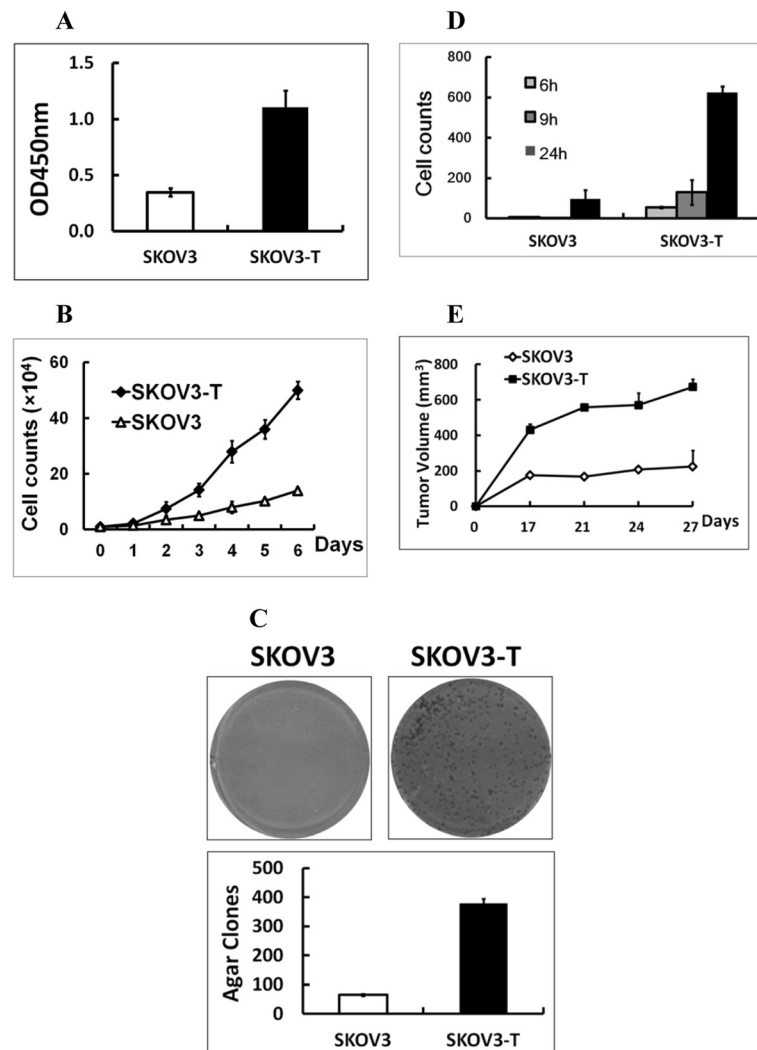 A
1.5
1.0
0.5
0.0
OD450nm
SKOV3 SKOV3-T
D
800
600
400
200
0
Cell counts
6h
9h
24h
SKOV3 SKOV3-T
B
60
40
20
0
Cell counts (×10⁴)
SKOV3-T
SKOV3
0 1 2 3 4 5 6 Days
E
800
600
400
200
0
Tumor Volume (mm³)
SKOV3
SKOV3-T
0 17 21 24 27 Days
C
SKOV3 SKOV3-T
500
400
300
200
100
0
Agar Clones
SKOV3 SKOV3-T